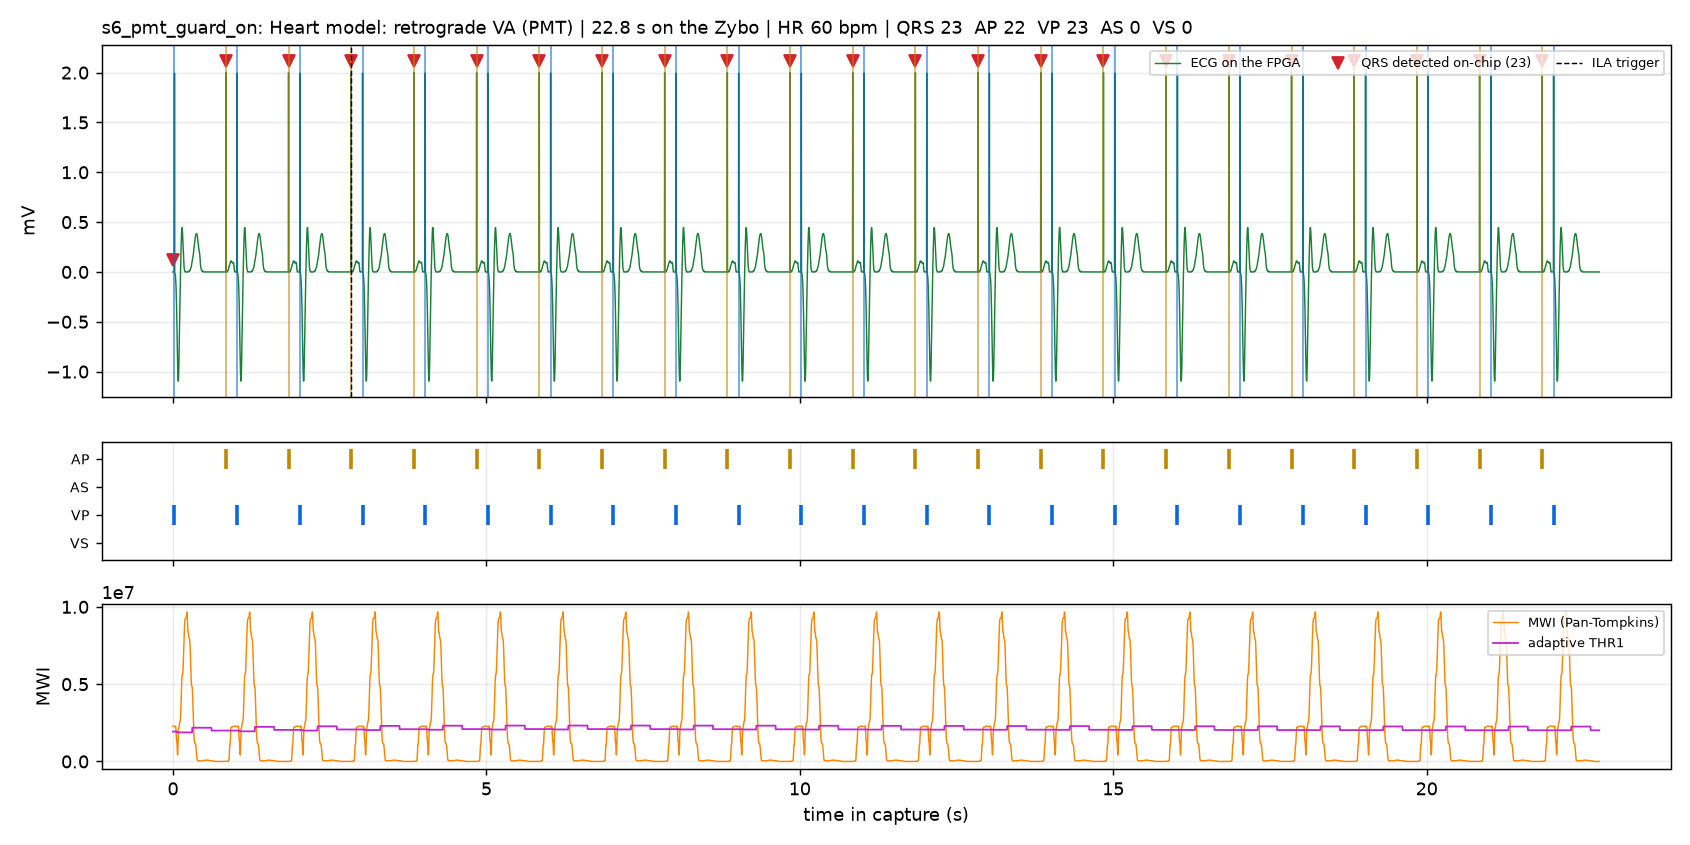 s6_pmt_guard_on: Heart model: retrograde VA (PMT) | 22.8 s on the Zybo | HR 60 bpm | QRS 23  AP 22  VP 23  AS 0  VS 0
ECG on the FPGA
QRS detected on-chip (23)
ILA trigger
mV
2.0
1.5
1.0
0.5
0.0
−0.5
−1.0
AP
AS
VP
VS
1e7
MWI (Pan-Tompkins)
adaptive THR1
MWI
1.0
0.5
0.0
0
5
10
15
20
time in capture (s)